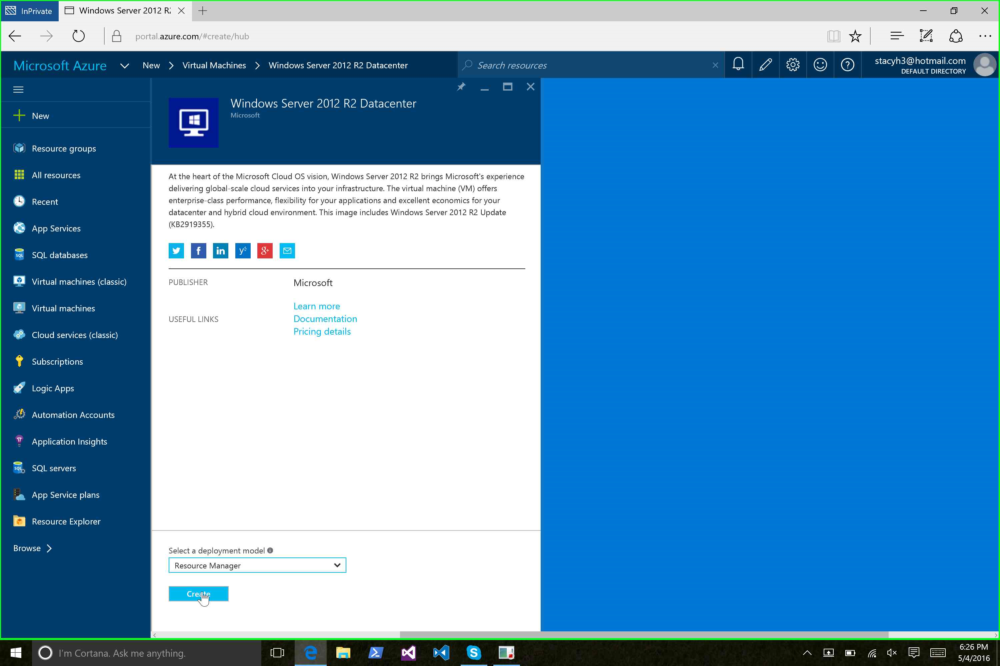 InPrivate
Windows Server 2012 R
portal.azure.com/#create/hub
Microsoft Azure
New
Virtual Machines
Windows Server 2012 R2 Datacenter
Search resources
stacyh3@hotmail.com
DEFAULT DIRECTORY
New
Resource groups
All resources
Recent
App Services
SQL databases
Virtual machines (classic)
Virtual machines
Cloud services (classic)
Subscriptions
Logic Apps
Automation Accounts
Application Insights
SQL servers
App Service plans
Resource Explorer
Browse
Windows Server 2012 R2 Datacenter
Microsoft
At the heart of the Microsoft Cloud OS vision, Windows Server 2012 R2 brings Microsoft's experience
delivering global-scale cloud services into your infrastructure. The virtual machine (VM) offers
enterprise-class performance, flexibility for your applications and excellent economics for your
datacenter and hybrid cloud environment. This image includes Windows Server 2012 R2 Update
(KB2919355).
PUBLISHER
Microsoft
USEFUL LINKS
Learn more
Documentation
Pricing details
Select a deployment model
Resource Manager
Create
I'm Cortana. Ask me anything.
6:26 PM
5/4/2016